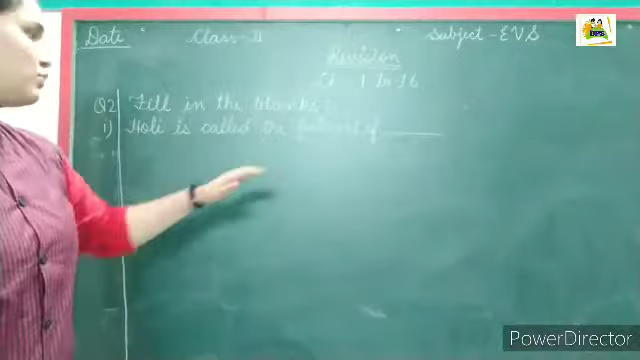 Date Class-II Subject - EVS
Revision
1 to 16
Q2 Fill in the blanks :
1) Holi is called the festival of ______
PowerDirector